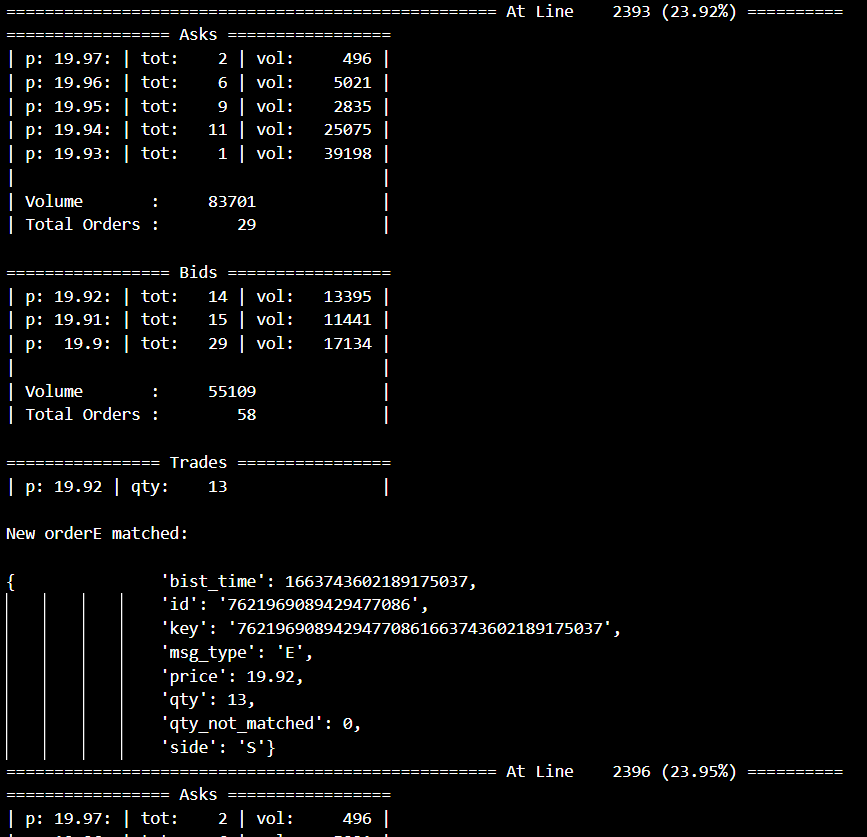 =================================================== At Line    2393 (23.92%) ==========
================= Asks =================
| p: 19.97: | tot:    2 | vol:     496 |
| p: 19.96: | tot:    6 | vol:    5021 |
| p: 19.95: | tot:    9 | vol:    2835 |
| p: 19.94: | tot:   11 | vol:   25075 |
| p: 19.93: | tot:    1 | vol:   39198 |
|                                      |
| Volume       :     83701             |
| Total Orders :        29             |
================= Bids =================
| p: 19.92: | tot:   14 | vol:   13395 |
| p: 19.91: | tot:   15 | vol:   11441 |
| p:  19.9: | tot:   29 | vol:   17134 |
|                                      |
| Volume       :     55109             |
| Total Orders :        58             |
================ Trades ================
| p: 19.92 | qty:    13                |
New orderE matched:
{               'bist_time': 1663743602189175037,
|   |   |   |    'id': '7621969089429477086',
|   |   |   |    'key': '76219690894294770861663743602189175037',
|   |   |   |    'msg_type': 'E',
|   |   |   |    'price': 19.92,
|   |   |   |    'qty': 13,
|   |   |   |    'qty_not_matched': 0,
|   |   |   |    'side': 'S'}
=================================================== At Line    2396 (23.95%) ==========
================= Asks =================
| p: 19.97: | tot:    2 | vol:     496 |